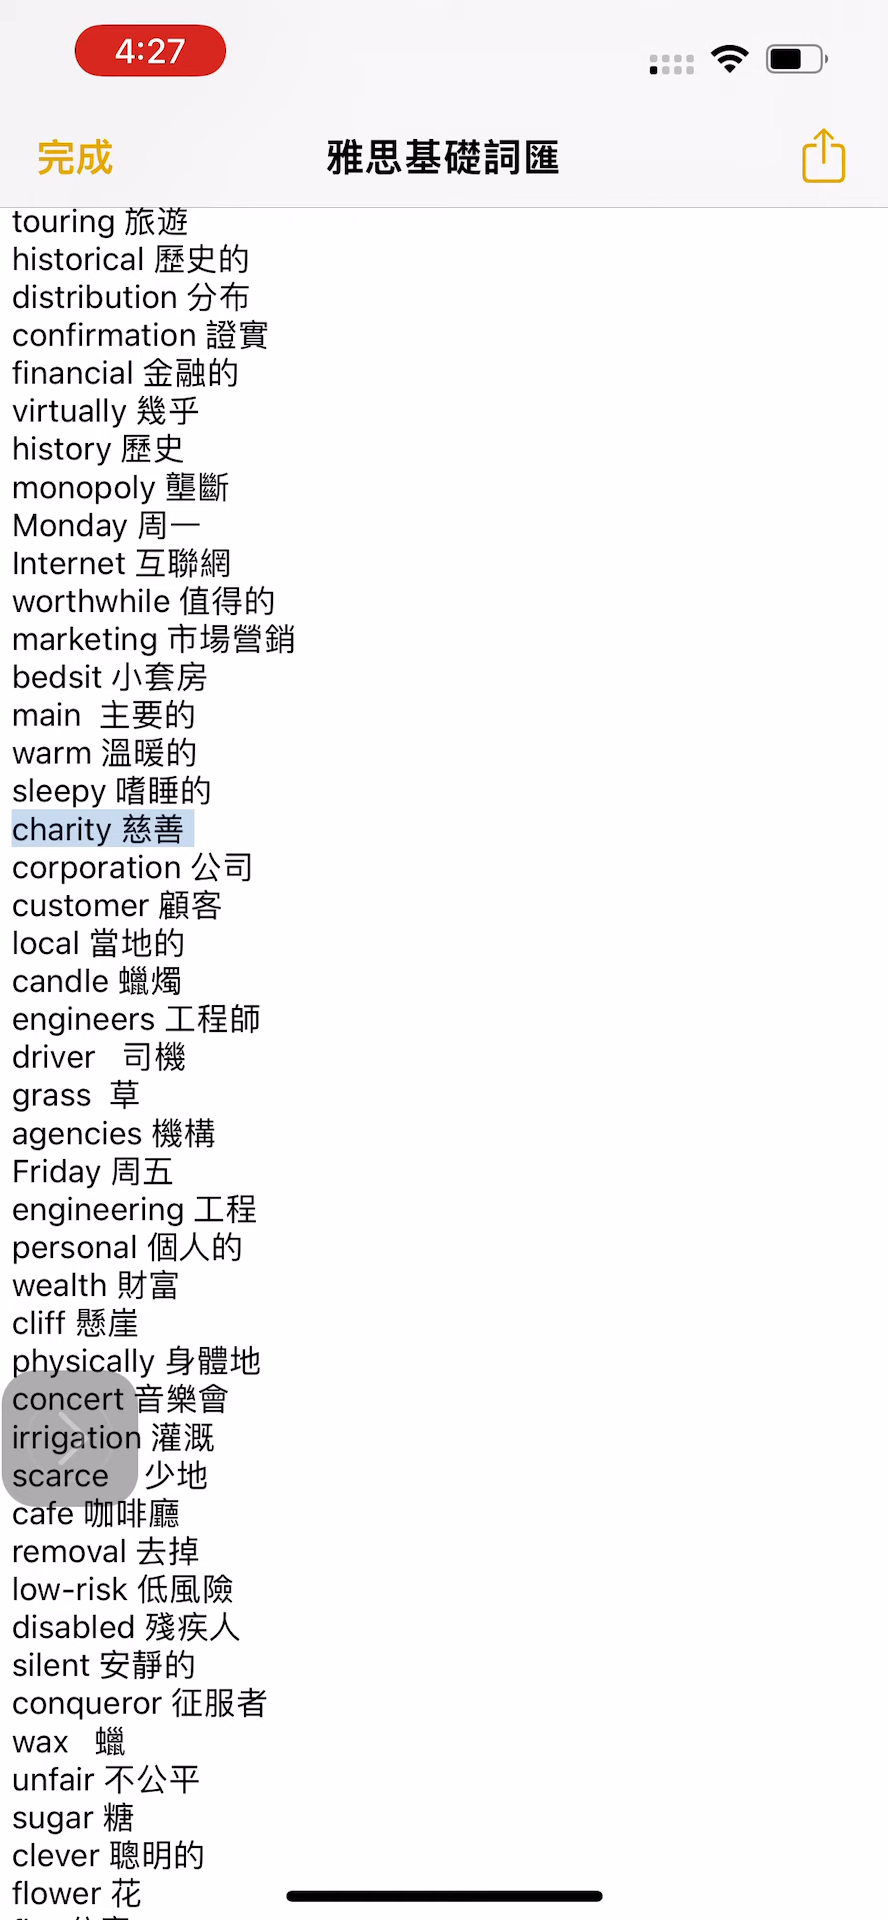 4:27
完成 雅思基礎詞匯
touring 旅遊
historical 歷史的
distribution 分布
confirmation 證實
financial 金融的
virtually 幾乎
history 歷史
monopoly 壟斷
Monday 周一
Internet 互聯網
worthwhile 值得的
marketing 市場營銷
bedsit 小套房
main 主要的
warm 溫暖的
sleepy 嗜睡的
charity 慈善
corporation 公司
customer 顧客
local 當地的
candle 蠟燭
engineers 工程師
driver 司機
grass 草
agencies 機構
Friday 周五
engineering 工程
personal 個人的
wealth 財富
cliff 懸崖
physically 身體地
concert 音樂會
irrigation 灌溉
scarce 少地
cafe 咖啡廳
removal 去掉
low-risk 低風險
disabled 殘疾人
silent 安靜的
conqueror 征服者
wax 蠟
unfair 不公平
sugar 糖
clever 聰明的
flower 花